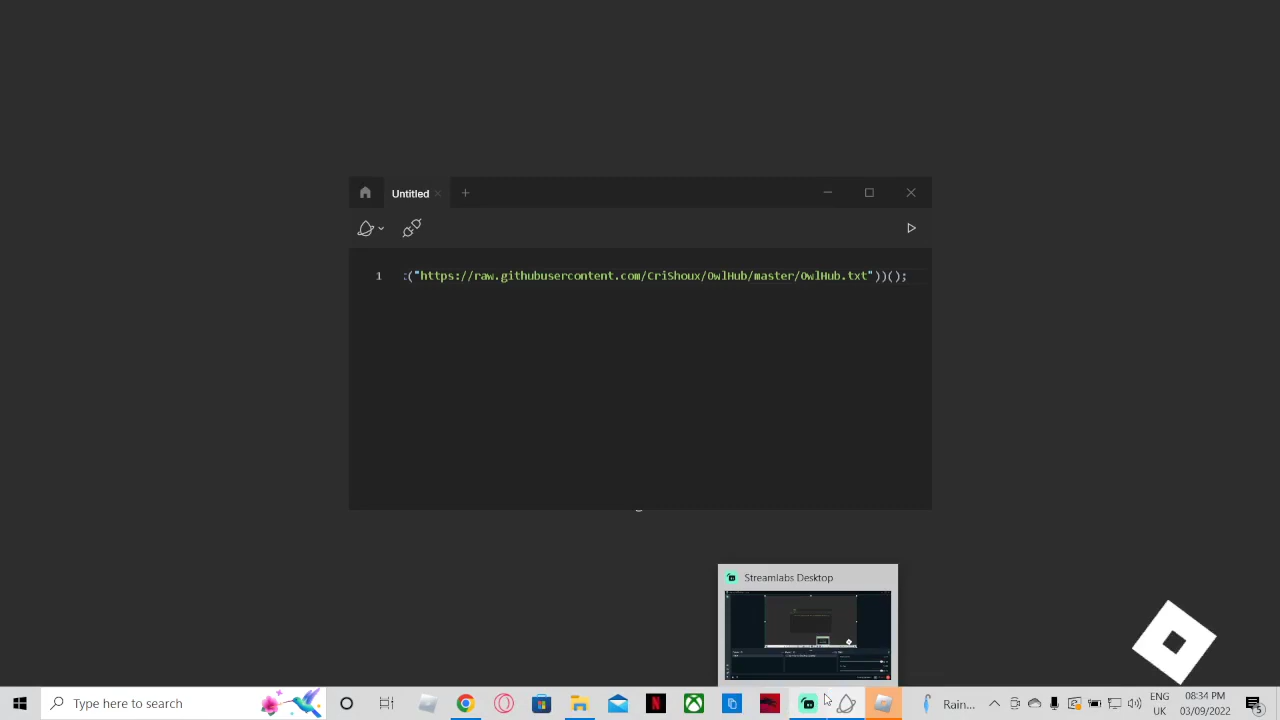 Untitled
1
:("https://raw.githubusercontent.com/CriShoux/OwlHub/master/OwlHub.txt"))();
Streamlabs Desktop
Type here to search
Rain...
ENG
UK
08:34 PM
03/09/2022
5